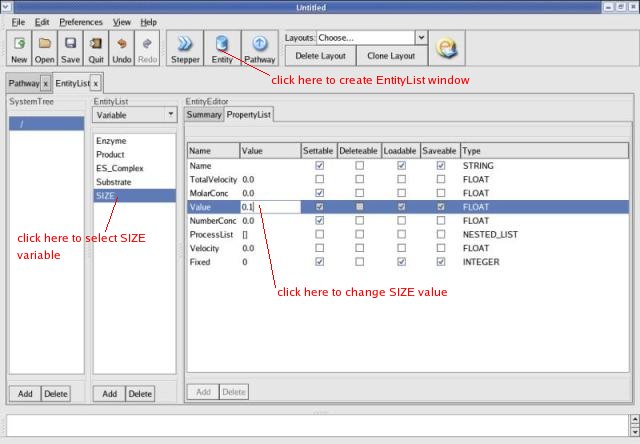 Untitled
File Edit Preferences View Help
New Open Save Quit Undo Redo Stepper Entity Pathway Layouts: Choose...
Delete Layout Clone Layout
click here to create EntityList window
Pathway x EntityList x
SystemTree EntityList EntityEditor
/ Variable Summary PropertyList
Enzyme
Product
ES_Complex
Substrate
SIZE
Name Value Settable Deleteable Loadable Saveable Type
Name STRING
TotalVelocity 0.0 FLOAT
MolarConc 0.0 FLOAT
Value 0.1 FLOAT
NumberConc 0.0 FLOAT
ProcessList [] NESTED_LIST
Velocity 0.0 FLOAT
Fixed 0 INTEGER
click here to select SIZE
variable
click here to change SIZE value
Add Delete Add Delete Add Delete